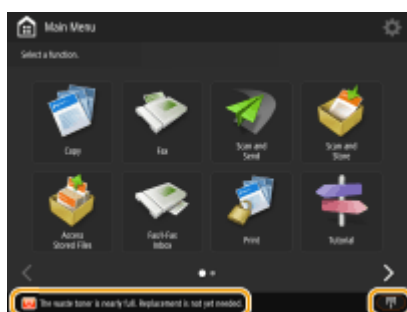 Main Menu
Select a function.
Copy
Fax
Scan and
Send
Scan and
Store
Access
Stored Files
Fax/I-Fax
Inbox
Print
Tutorial
The waste toner is nearly full. Replacement is not yet needed.